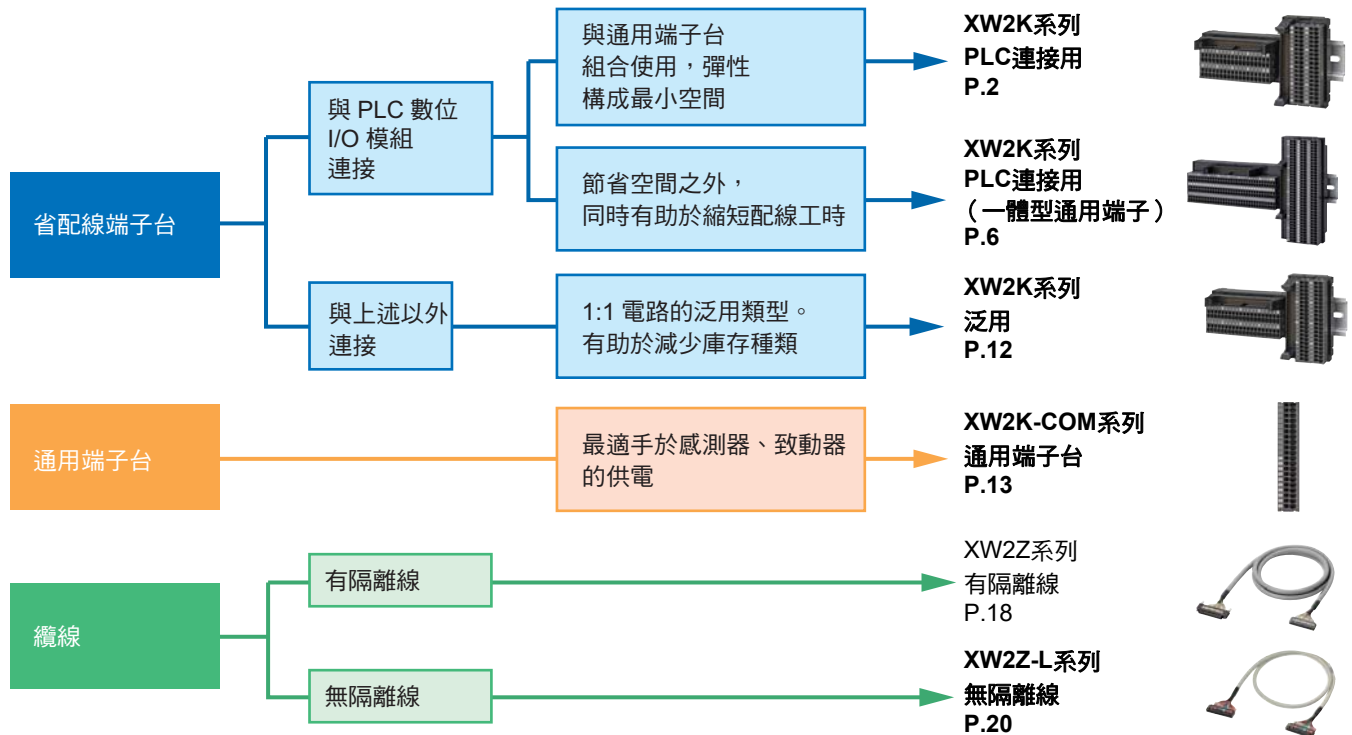 省配線端子台
與 PLC 數位
I/O 模組
連接
與通用端子台
組合使用，彈性
構成最小空間
XW2K系列
PLC連接用
P.2
節省空間之外，
同時有助於縮短配線工時
XW2K系列
PLC連接用
（一體型通用端子）
P.6
與上述以外
連接
1:1 電路的泛用類型。
有助於減少庫存種類
XW2K系列
泛用
P.12
通用端子台
最適手於感測器、致動器
的供電
XW2K-COM系列
通用端子台
P.13
纜線
有隔離線
XW2Z系列
有隔離線
P.18
無隔離線
XW2Z-L系列
無隔離線
P.20